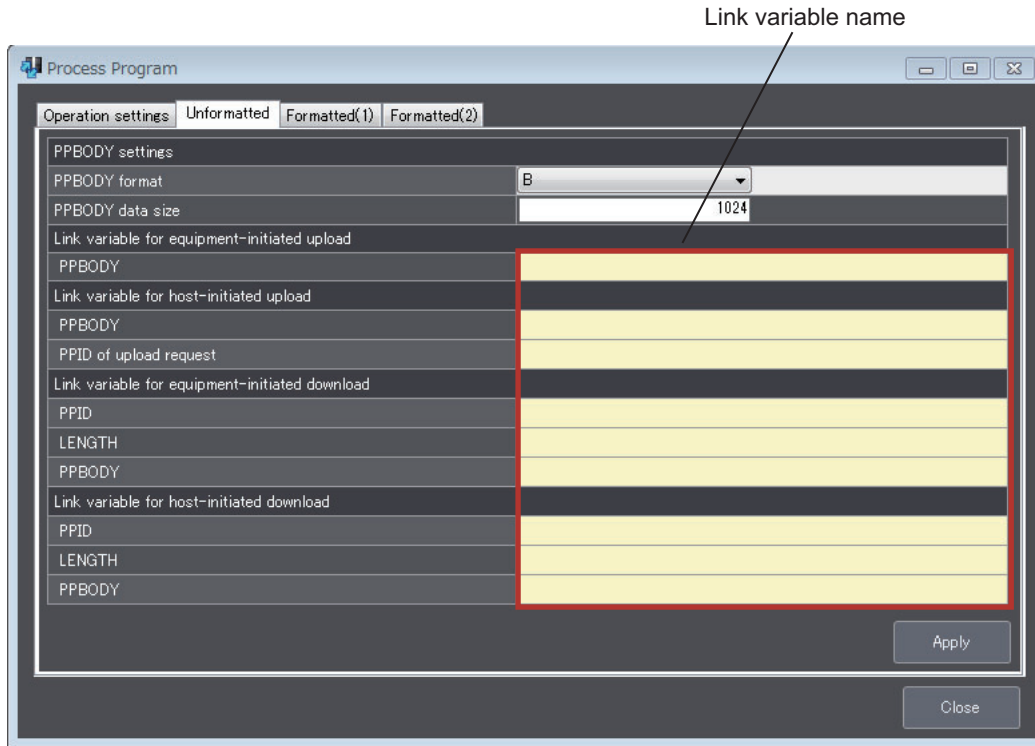 Link variable name
Process Program
Operation settings Unformatted Formatted(1) Formatted(2)
PPBODY settings
PPBODY format B
PPBODY data size 1024
Link variable for equipment-initiated upload
PPBODY
Link variable for host-initiated upload
PPBODY
PPID of upload request
Link variable for equipment-initiated download
PPID
LENGTH
PPBODY
Link variable for host-initiated download
PPID
LENGTH
PPBODY
Apply
Close